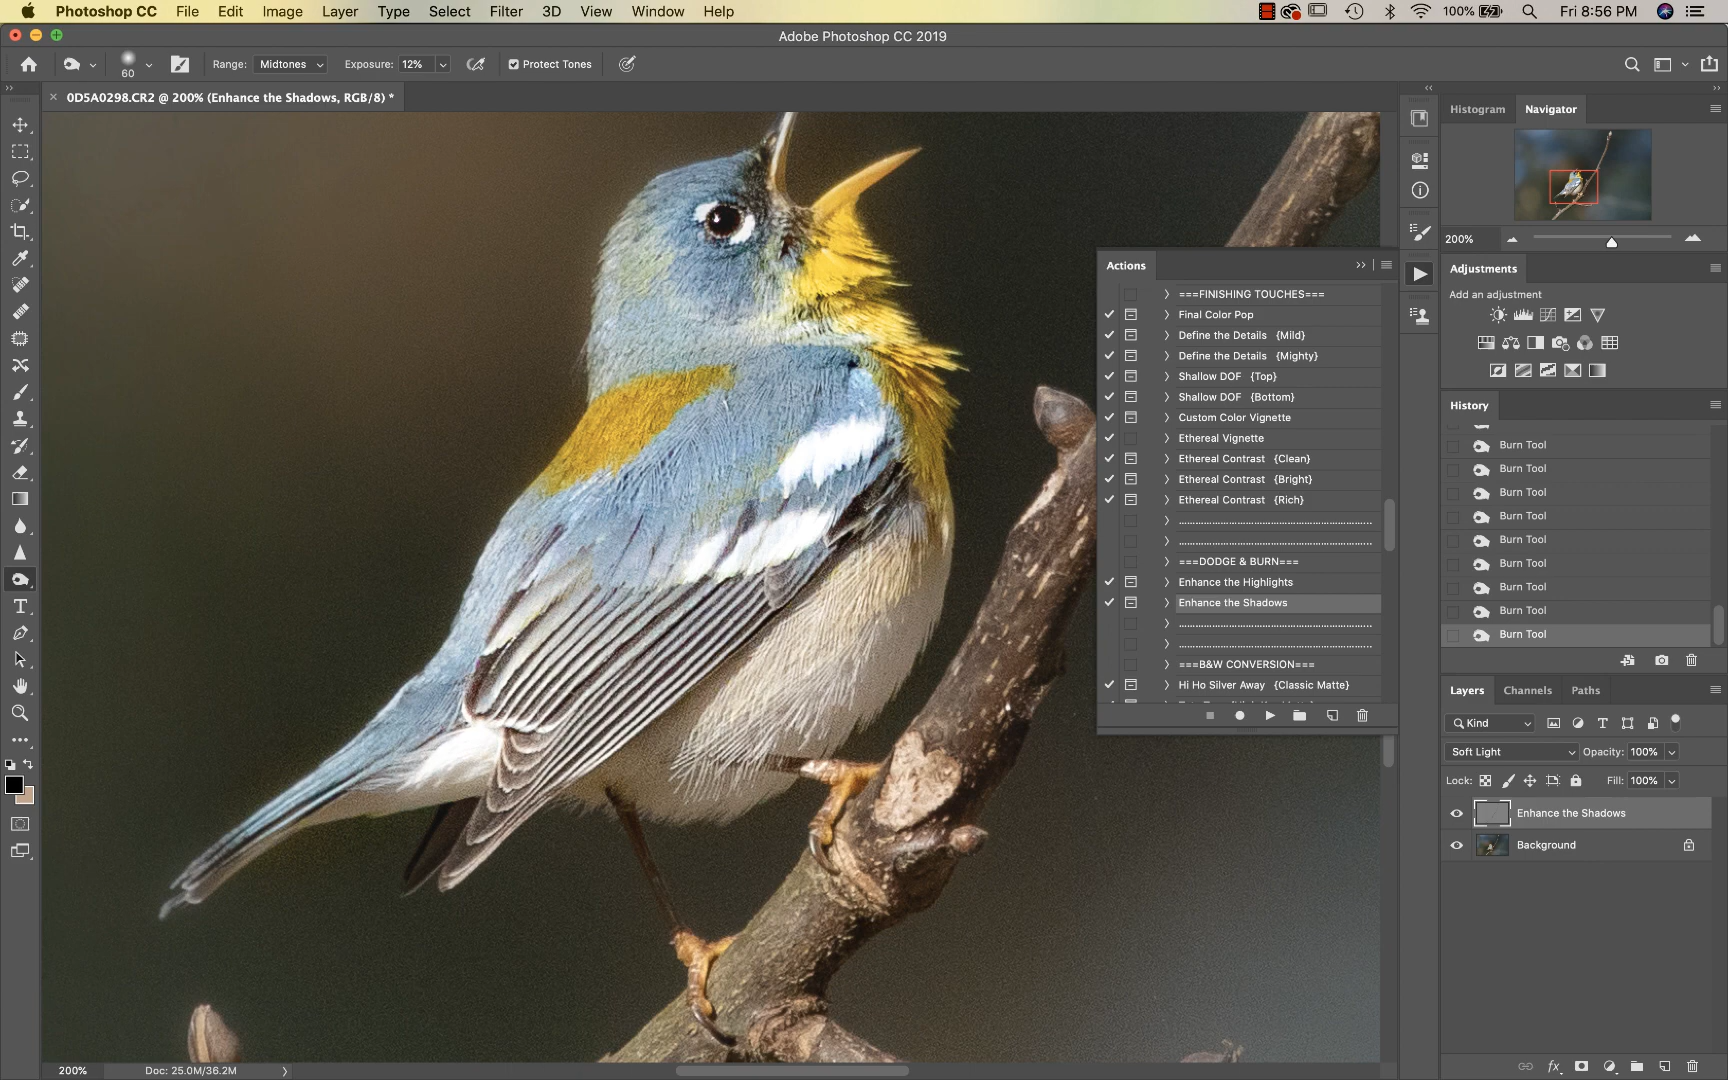 Photoshop CC File Edit Image Layer Type Select Filter 3D View Window Help
100% Fri 8:56 PM
Adobe Photoshop CC 2019
60 Range: Midtones Exposure: 12% Protect Tones
0D5A0298.CR2 @ 200% (Enhance the Shadows, RGB/8) *
Histogram Navigator
200%
Adjustments
Add an adjustment
History
Burn Tool
Burn Tool
Burn Tool
Burn Tool
Burn Tool
Burn Tool
Burn Tool
Burn Tool
Burn Tool
Layers Channels Paths
Kind
Soft Light Opacity: 100%
Lock: Fill: 100%
Enhance the Shadows
Background
fx
Actions
===FINISHING TOUCHES===
Final Color Pop
Define the Details {Mild}
Define the Details {Mighty}
Shallow DOF {Top}
Shallow DOF {Bottom}
Custom Color Vignette
Ethereal Vignette
Ethereal Contrast {Clean}
Ethereal Contrast {Bright}
Ethereal Contrast {Rich}
===DODGE & BURN===
Enhance the Highlights
Enhance the Shadows
===B&W CONVERSION===
Hi Ho Silver Away {Classic Matte}
200% Doc: 25.0M/36.2M